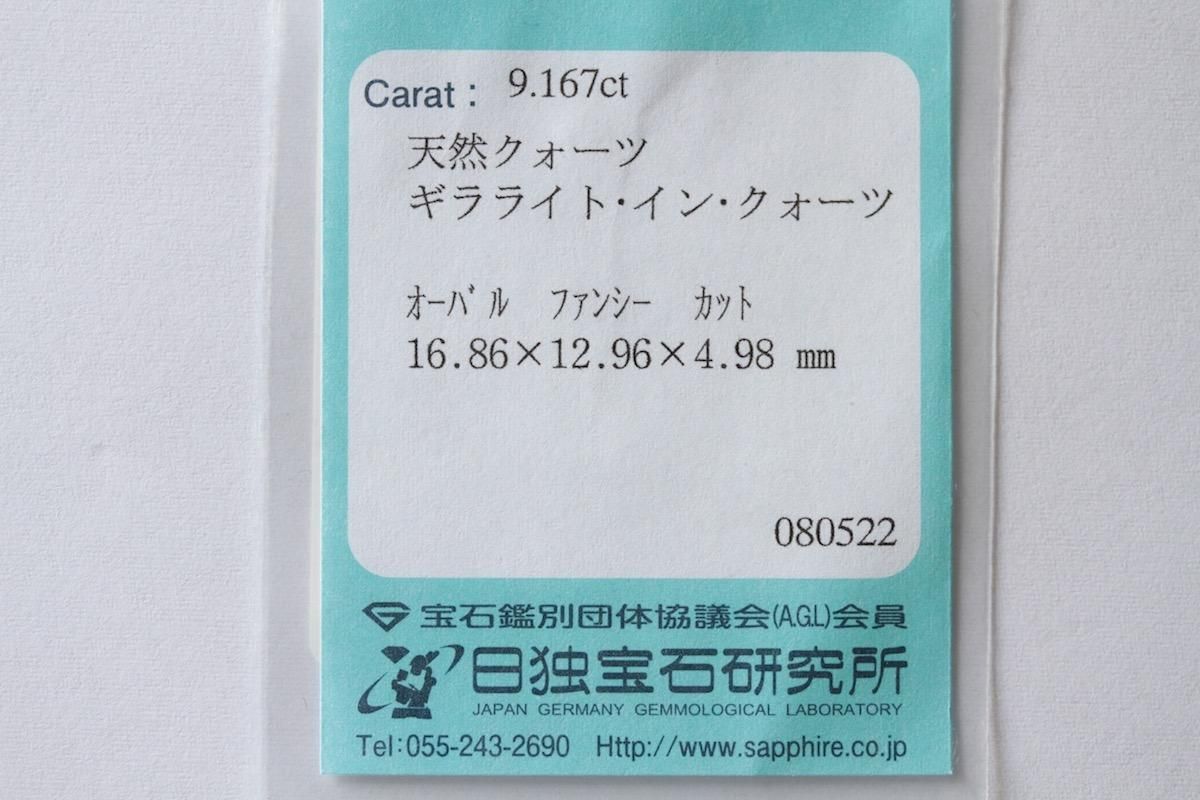 Carat : 9.167ct
天然クォーツ
ギラライト･イン･クォーツ
ｵｰﾊﾞﾙ ﾌｧﾝｼｰ ｶｯﾄ
16.86×12.96×4.98 mm
080522
宝石鑑別団体協議会(A.G.L)会員
日独宝石研究所
JAPAN GERMANY GEMMOLOGICAL LABORATORY
Tel:055-243-2690 Http://www.sapphire.co.jp